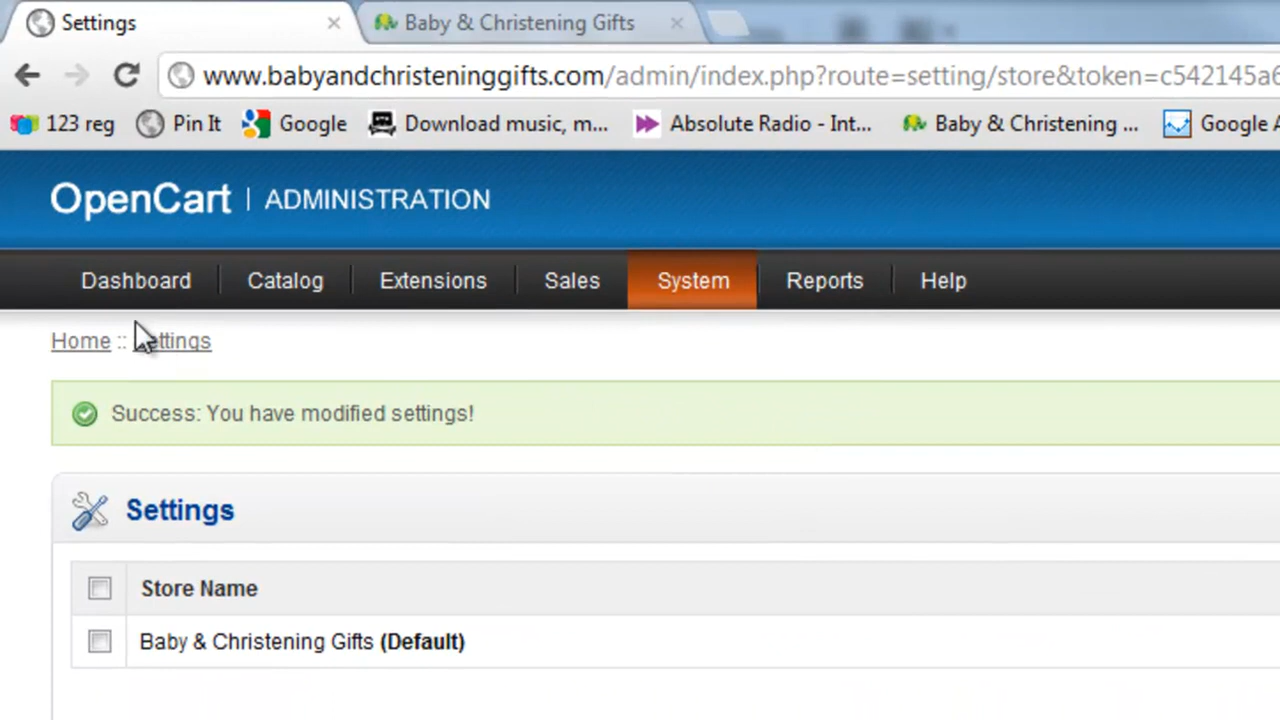 Settings
Baby & Christening Gifts
www.babyandchristeninggifts.com/admin/index.php?route=setting/store&token=c542145a6
123 reg
Pin It
Google
Download music, m...
Absolute Radio - Int...
Baby & Christening ...
Google A
OpenCart | ADMINISTRATION
Dashboard
Catalog
Extensions
Sales
System
Reports
Help
Home :: Settings
Success: You have modified settings!
Settings
Store Name
Baby & Christening Gifts (Default)